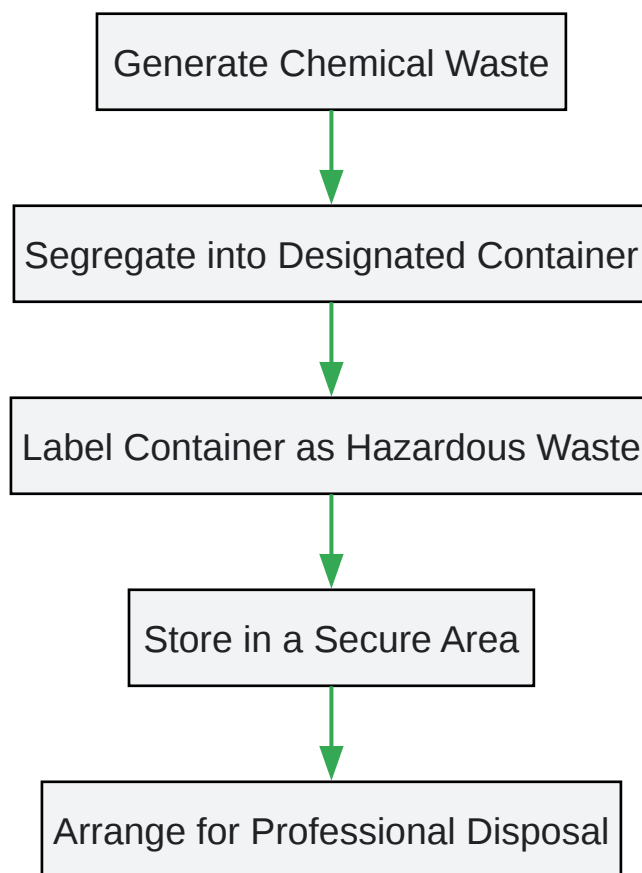 Generate Chemical Waste
Segregate into Designated Container
Label Container as Hazardous Waste
Store in a Secure Area
Arrange for Professional Disposal